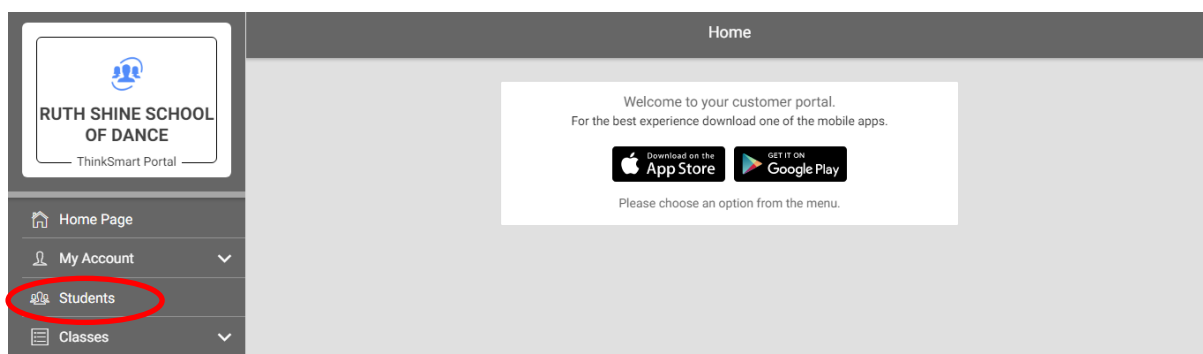 RUTH SHINE SCHOOL
OF DANCE
ThinkSmart Portal
Home Page
My Account
Students
Classes
Home
Welcome to your customer portal.
For the best experience download one of the mobile apps.
Download on the
App Store
GET IT ON
Google Play
Please choose an option from the menu.